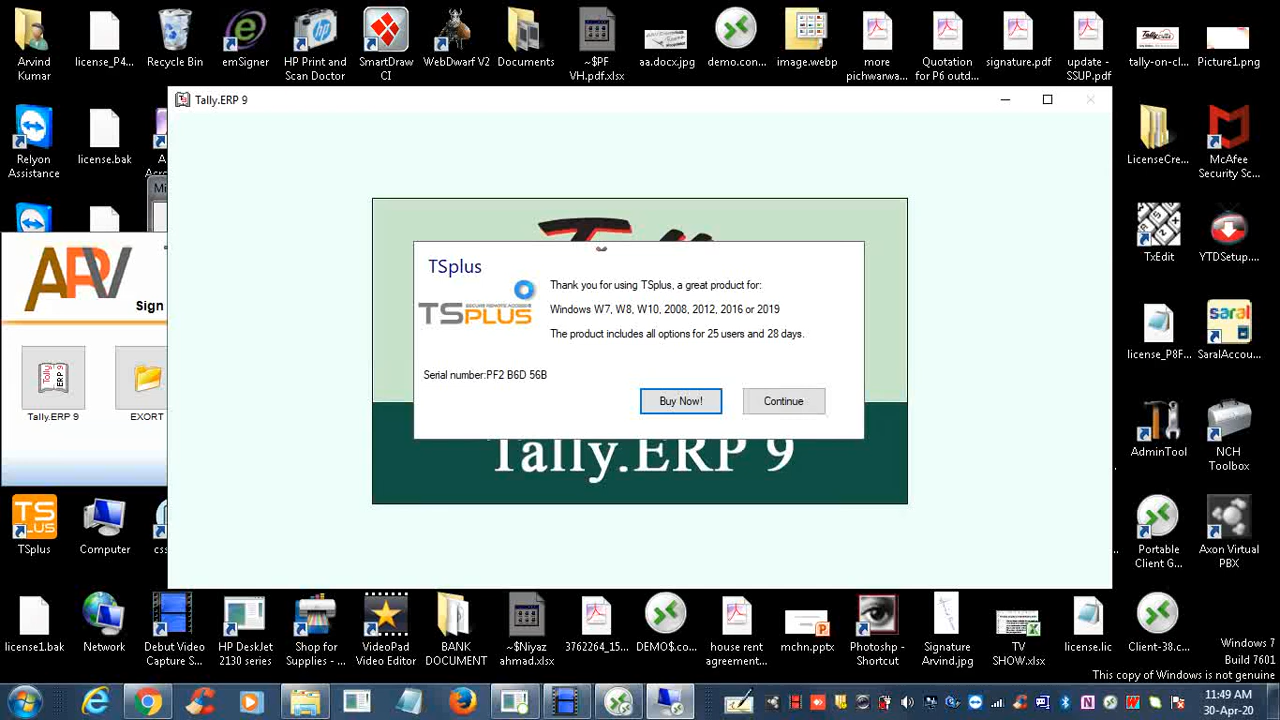 Arvind
Kumar
license_P4...
Recycle Bin
emSigner
HP Print and
Scan Doctor
SmartDraw
CI
WebDwarf V2
Documents
~$PF
VH.pdf.xlsx
aa.docx.jpg
demo.con...
image.webp
more
pichwarwa...
Quotation
for P6 outd...
signature.pdf
update -
SSUP.pdf
tally-on-cl...
Picture1.png
Tally.ERP 9
Relyon
Assistance
license.bak
A
Acro
Mi
LicenseCre...
McAfee
Security Sc...
TSplus
TSPLUS
Thank you for using TSplus, a great product for:
Windows W7, W8, W10, 2008, 2012, 2016 or 2019
The product includes all options for 25 users and 28 days.
Serial number:PF2 B6D 56B
Buy Now!
Continue
Tally.ERP 9
ARV
Sign
Tally.ERP 9
EXORT
TxEdit
YTDSetup....
license_P8F...
saral
SaralAccou...
AdminTool
NCH
Toolbox
TS
PLUS
TSplus
Computer
css
Portable
Client G...
Axon Virtual
PBX
license1.bak
Network
Debut Video
Capture S...
HP DeskJet
2130 series
Shop for
Supplies - ...
VideoPad
Video Editor
BANK
DOCUMENT
~$Niyaz
ahmad.xlsx
3762264_15...
DEMO$.co...
house rent
agreement...
mchn.pptx
Photoshp -
Shortcut
Signature
Arvind.jpg
TV
SHOW.xlsx
license.lic
Client-38.c...
Windows 7
Build 7601
This copy of Windows is not genuine
11:49 AM
30-Apr-20